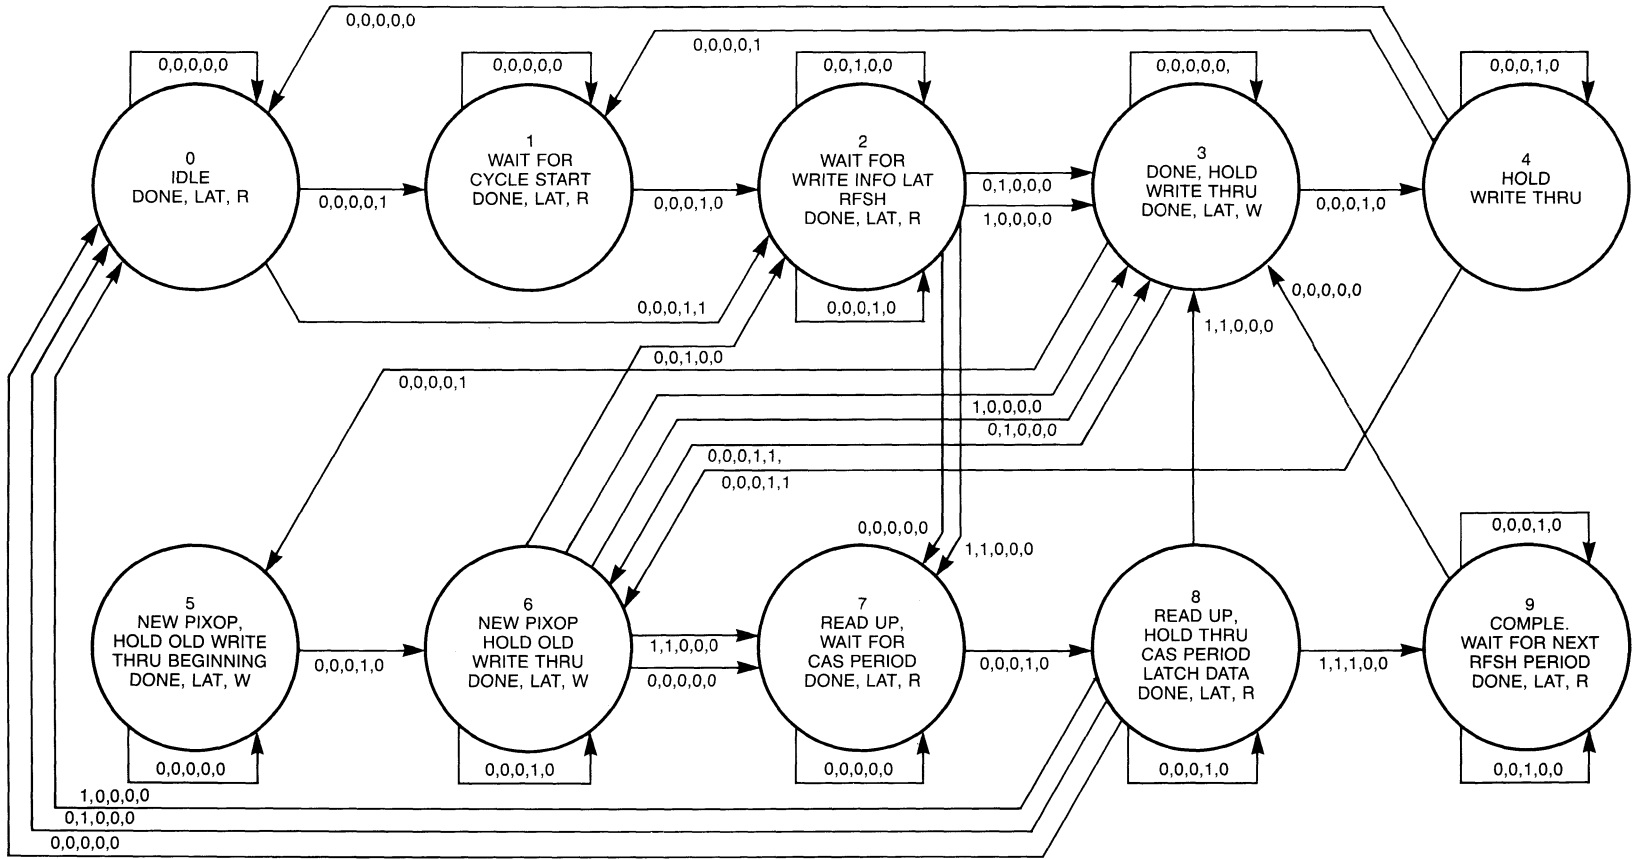 0,0,0,0,0
0,0,0,0,1
0,0,0,0,0
0,0,0,0,0
0,0,1,0,0
0,0,0,0,0,
0,0,0,1,0
0
IDLE
DONE, LAT, R
0,0,0,0,1
1
WAIT FOR
CYCLE START
DONE, LAT, R
0,0,0,1,0
2
WAIT FOR
WRITE INFO LAT
RFSH
DONE, LAT, R
0,1,0,0,0
1,0,0,0,0
3
DONE, HOLD
WRITE THRU
DONE, LAT, W
0,0,0,1,0
4
HOLD
WRITE THRU
0,0,0,1,1
0,0,0,1,0
0,0,0,0,0
1,1,0,0,0
0,0,1,0,0
0,0,0,0,1
1,0,0,0,0
0,1,0,0,0
0,0,0,1,1,
0,0,0,1,1
0,0,0,0,0
1,1,0,0,0
0,0,0,1,0
5
NEW PIXOP,
HOLD OLD WRITE
THRU BEGINNING
DONE, LAT, W
0,0,0,1,0
6
NEW PIXOP
HOLD OLD
WRITE THRU
DONE, LAT, W
1,1,0,0,0
0,0,0,0,0
7
READ UP,
WAIT FOR
CAS PERIOD
DONE, LAT, R
0,0,0,1,0
8
READ UP,
HOLD THRU
CAS PERIOD
LATCH DATA
DONE, LAT, R
1,1,1,0,0
9
COMPLE.
WAIT FOR NEXT
RFSH PERIOD
DONE, LAT, R
0,0,0,0,0
0,0,0,1,0
0,0,0,0,0
0,0,0,1,0
0,0,1,0,0
1,0,0,0,0
0,1,0,0,0
0,0,0,0,0